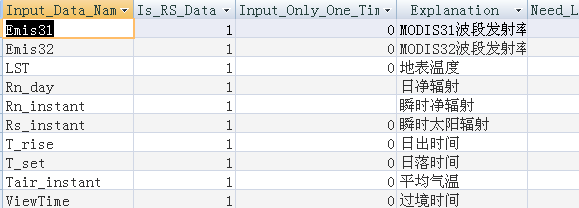 Input_Data_Nam Is_RS_Data Input_Only_One_Tim Explanation Need_L
Emis31 1 0 MODIS31波段发射率
Emis32 1 0 MODIS32波段发射率
LST 1 0 地表温度
Rn_day 1 日净辐射
Rn_instant 1 瞬时净辐射
Rs_instant 1 0 瞬时太阳辐射
T_rise 1 0 日出时间
T_set 1 0 日落时间
Tair_instant 1 0 平均气温
ViewTime 1 0 过境时间